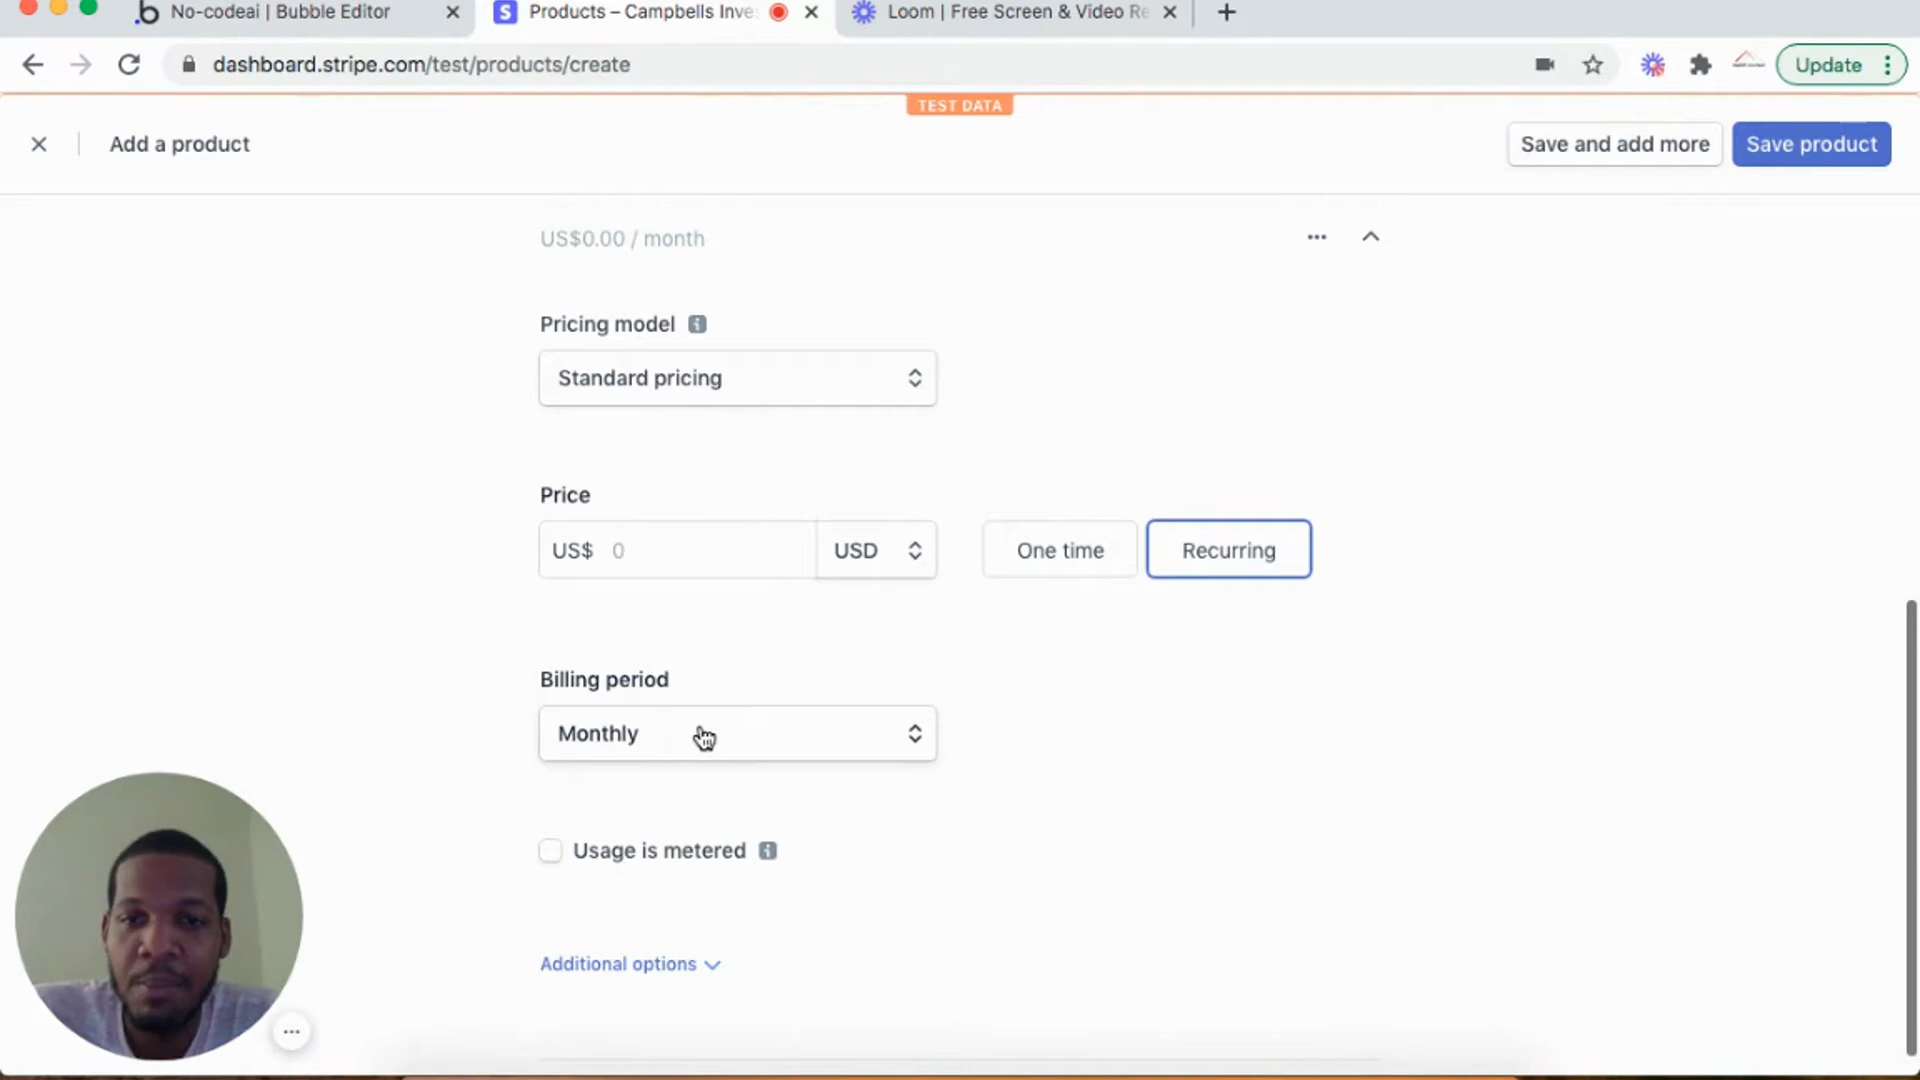 No-codeai | Bubble Editor
Products – Campbells Inve
Loom | Free Screen & Video Re
dashboard.stripe.com/test/products/create
Update
TEST DATA
Add a product
Save and add more
Save product
US$0.00 / month
Pricing model
Standard pricing
Price
US$ 0
USD
One time
Recurring
Billing period
Monthly
Usage is metered
Additional options